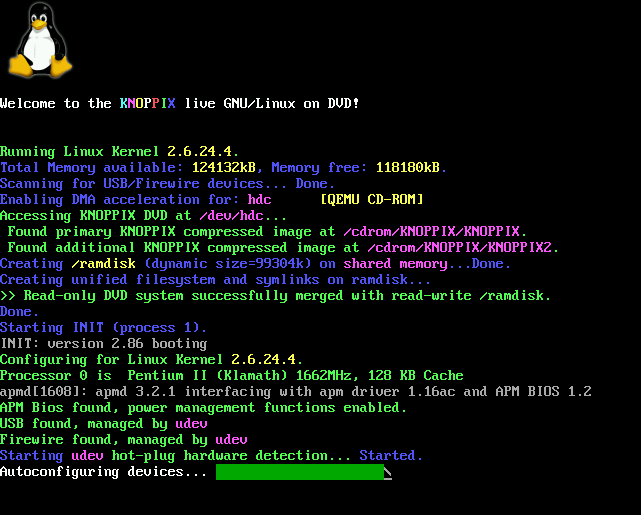 Welcome to the KNOPPIX live GNU/Linux on DVD!
Running Linux Kernel 2.6.24.4.
Total Memory available: 124132kB, Memory free: 118180kB.
Scanning for USB/Firewire devices... Done.
Enabling DMA acceleration for: hdc      [QEMU CD-ROM]
Accessing KNOPPIX DVD at /dev/hdc...
Found primary KNOPPIX compressed image at /cdrom/KNOPPIX/KNOPPIX.
Found additional KNOPPIX compressed image at /cdrom/KNOPPIX/KNOPPIX2.
Creating /ramdisk (dynamic size=99304k) on shared memory...Done.
Creating unified filesystem and symlinks on ramdisk...
>> Read-only DVD system successfully merged with read-write /ramdisk.
Done.
Starting INIT (process 1).
INIT: version 2.86 booting
Configuring for Linux Kernel 2.6.24.4.
Processor 0 is  Pentium II (Klamath) 1662MHz, 128 KB Cache
apmd[1608]: apmd 3.2.1 interfacing with apm driver 1.16ac and APM BIOS 1.2
APM Bios found, power management functions enabled.
USB found, managed by udev
Firewire found, managed by udev
Starting udev hot-plug hardware detection... Started.
Autoconfiguring devices... \